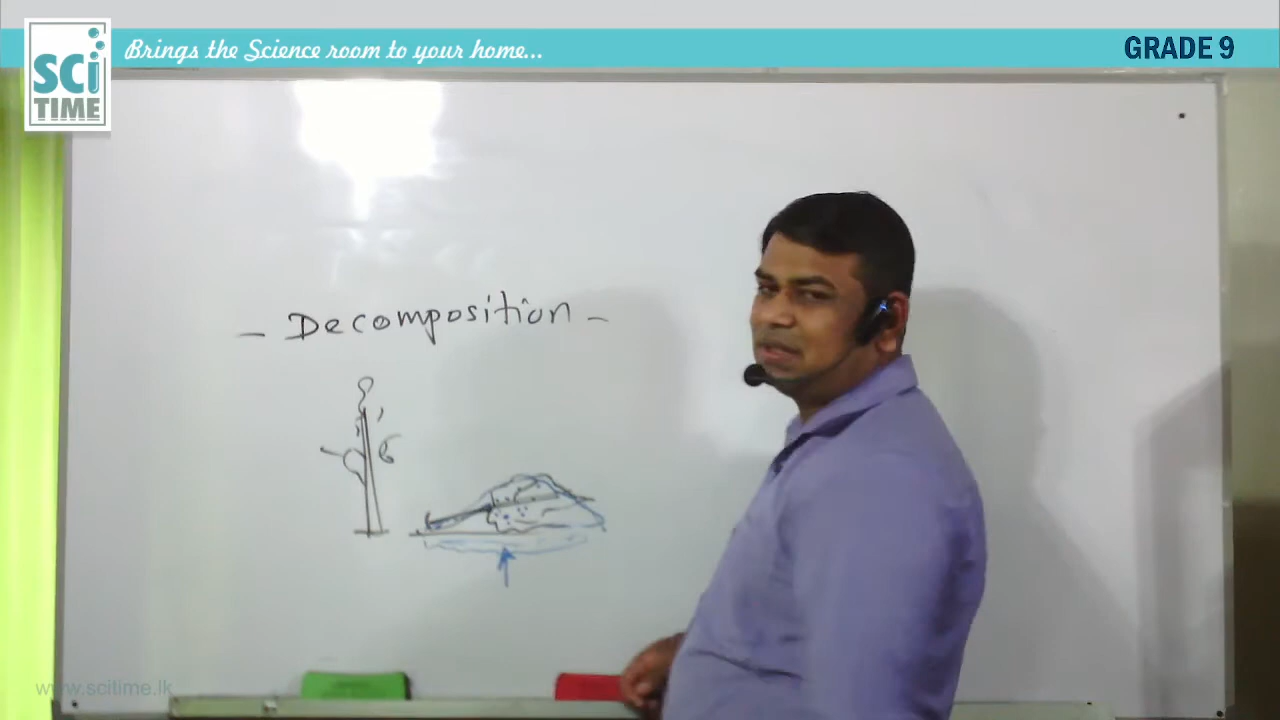 SCi
TIME
Brings the Science room to your home...
GRADE 9
- Decomposition -
www.scitime.lk